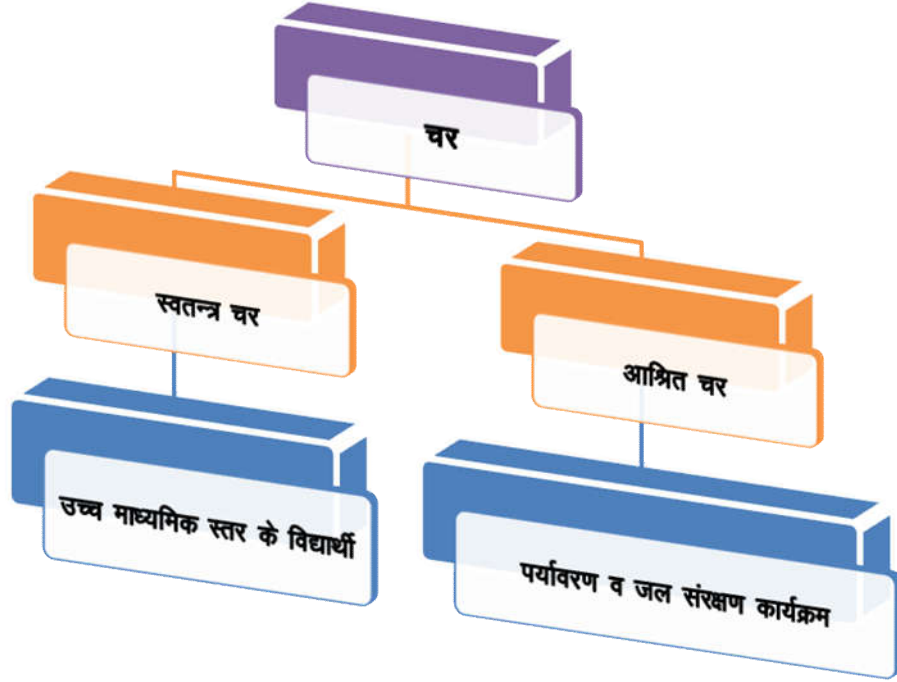 चर
स्वतन्त्र चर
आश्रित चर
उच्च माध्यमिक स्तर के विद्यार्थी
पर्यावरण व जल संरक्षण कार्यक्रम